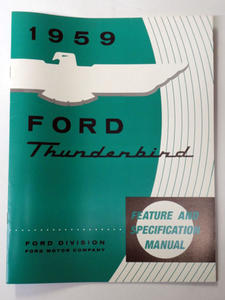 1959
FORD
Thunderbird
FEATURE AND
SPECIFICATION
MANUAL
FORD DIVISION
FORD MOTOR COMPANY